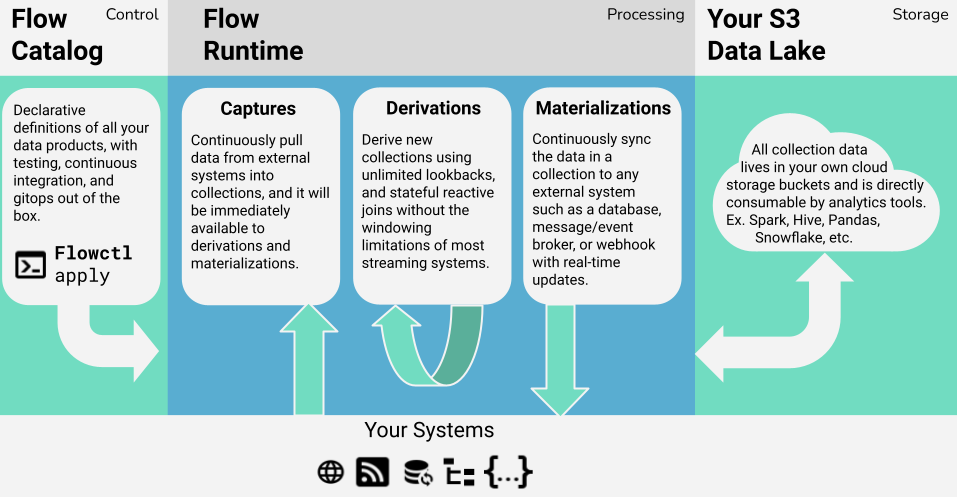 Flow
Catalog
Control
Declarative
definitions of all your
data products, with
testing, continuous
integration, and
gitops out of the
box.
Flowctl
apply
Flow
Runtime
Processing
Captures
Continuously pull
data from external
systems into
collections, and it will
be immediately
available to
derivations and
materializations.
Derivations
Derive new
collections using
unlimited lookbacks,
and stateful reactive
joins without the
windowing
limitations of most
streaming systems.
Materializations
Continuously sync
the data in a
collection to any
external system
such as a database,
message/event
broker, or webhook
with real-time
updates.
Your S3
Data Lake
Storage
All collection data
lives in your own cloud
storage buckets and is directly
consumable by analytics tools.
Ex. Spark, Hive, Pandas,
Snowflake, etc.
Your Systems
{...}